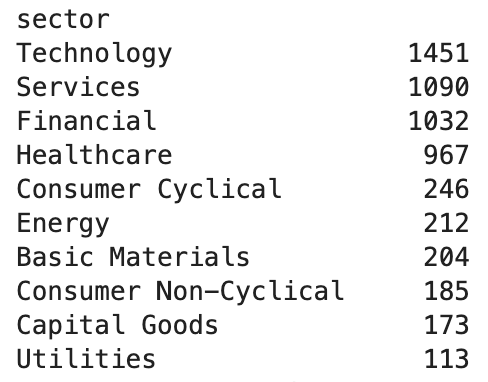 sector
Technology 1451
Services 1090
Financial 1032
Healthcare 967
Consumer Cyclical 246
Energy 212
Basic Materials 204
Consumer Non-Cyclical 185
Capital Goods 173
Utilities 113